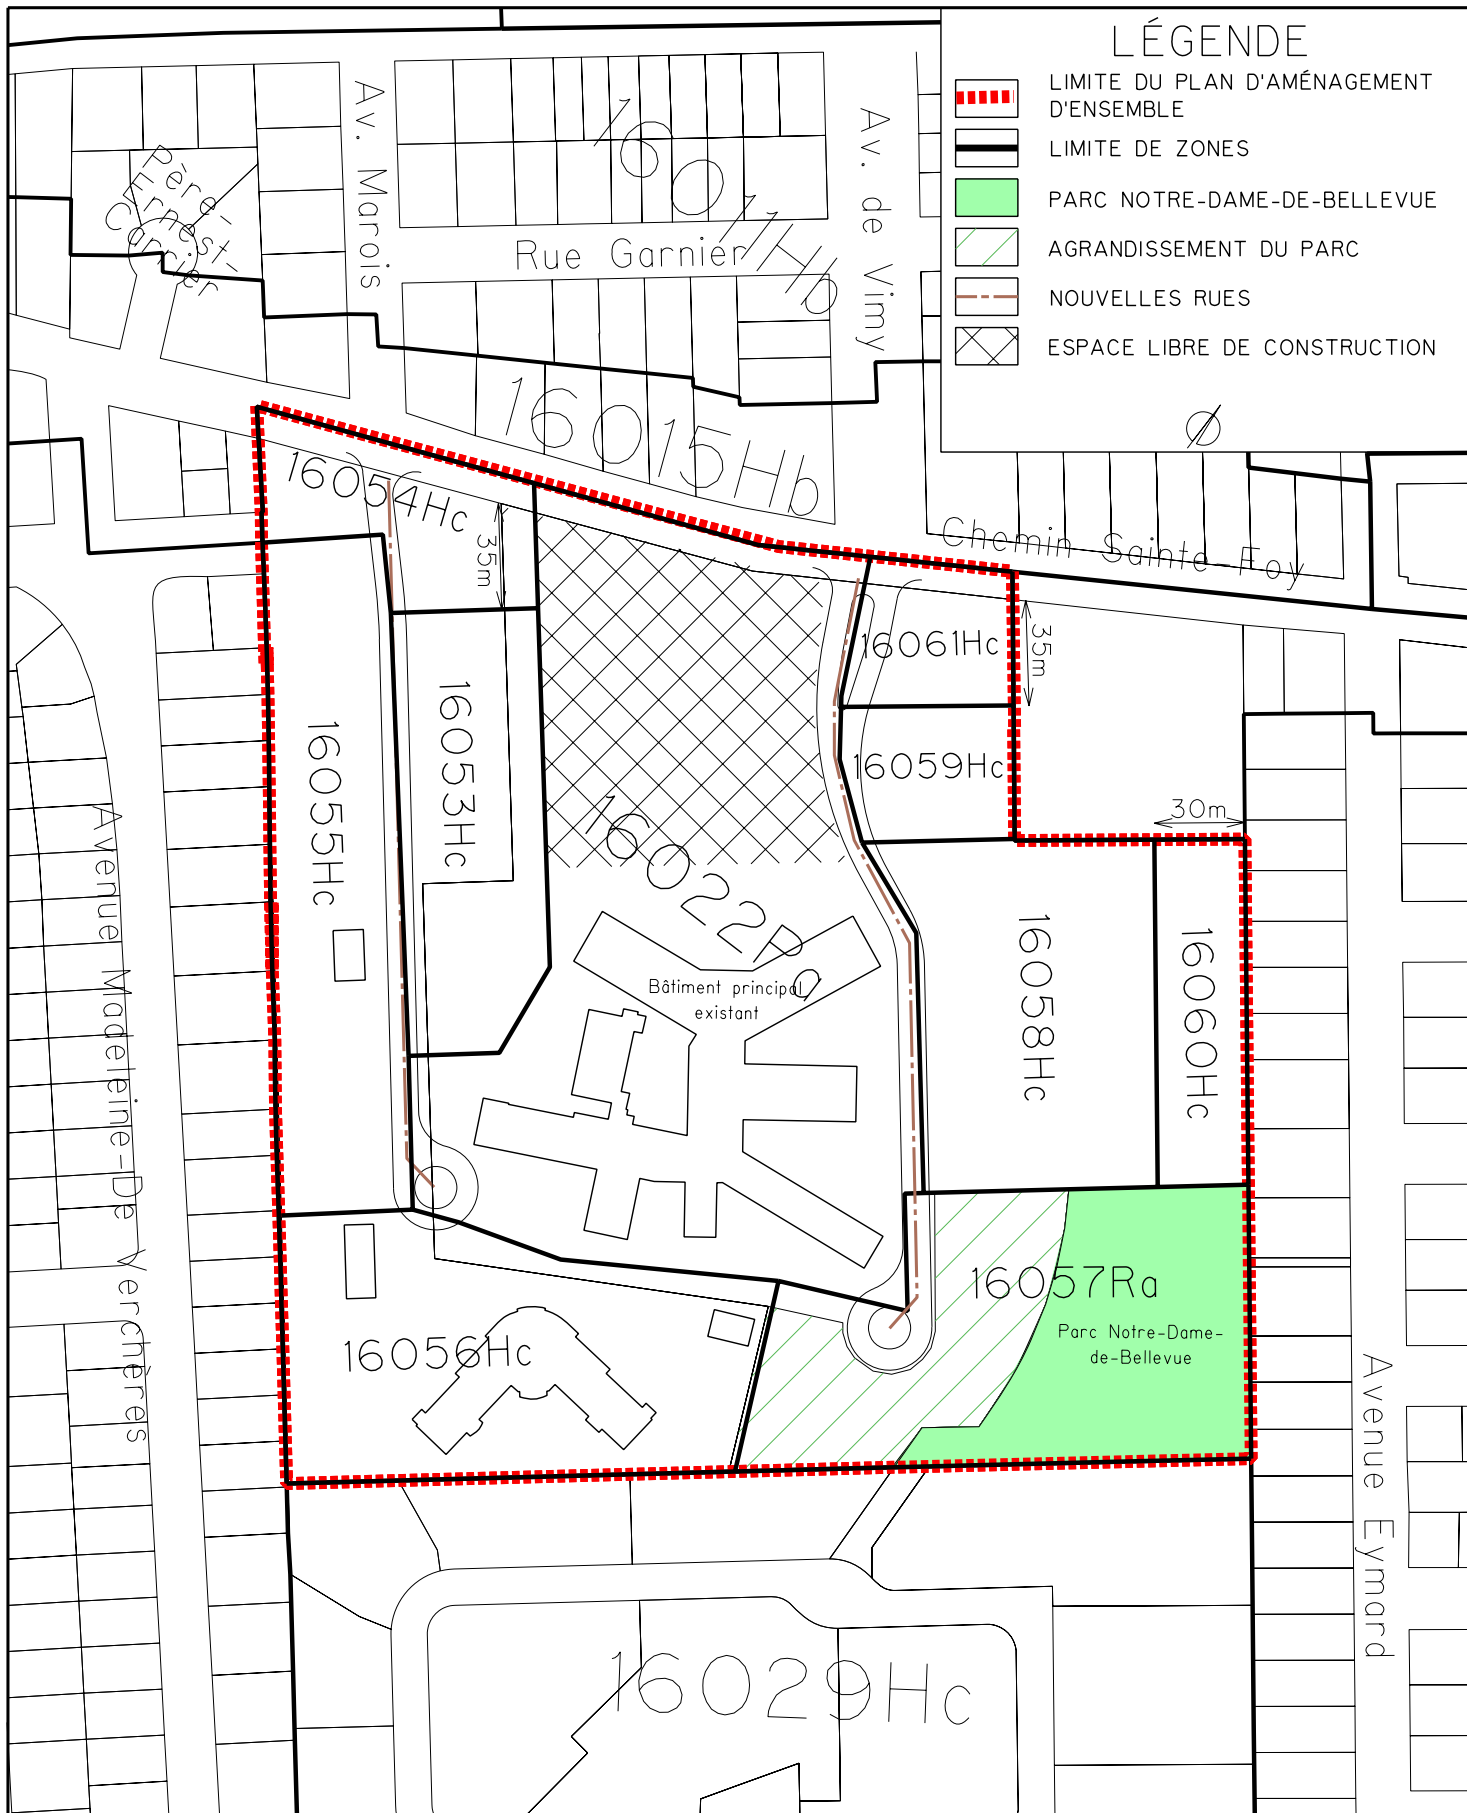 LÉGENDE
LIMITE DU PLAN D'AMÉNAGEMENT
D'ENSEMBLE
LIMITE DE ZONES
PARC NOTRE-DAME-DE-BELLEVUE
AGRANDISSEMENT DU PARC
NOUVELLES RUES
ESPACE LIBRE DE CONSTRUCTION
Père-
Ernest-
Carrier
Av. Marois
16011Hb
Rue Garnier
Av. de Vimy
16015Hb
16054Hc
35m
Chemin Sainte-Foy
16061Hc
35m
16059Hc
30m
16055Hc
16053Hc
16022Pa
Bâtiment principal
existant
16058Hc
16060Hc
Avenue Madeleine-De Verchères
16057Ra
Parc Notre-Dame-
de-Bellevue
16056Hc
Avenue Eymard
16029Hc